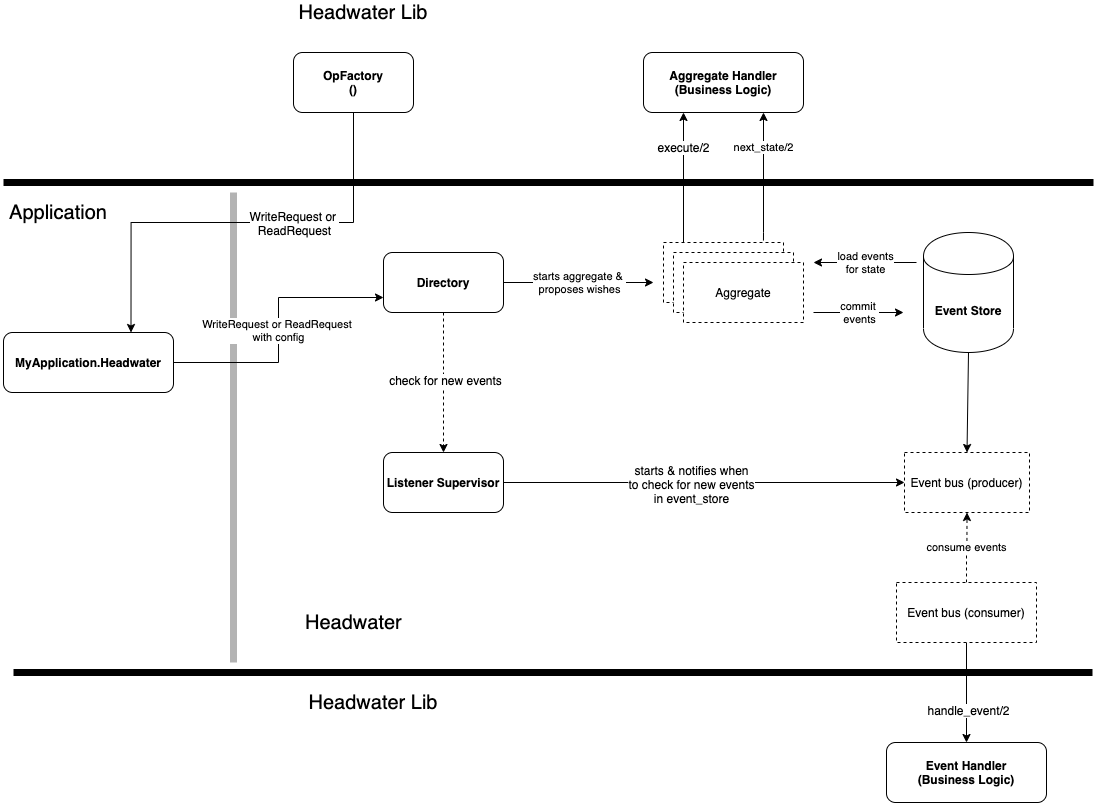 Headwater Lib
OpFactory
()
Aggregate Handler
(Business Logic)
execute/2
next_state/2
Application
WriteRequest or
ReadRequest
Directory
starts aggregate &
proposes wishes
Aggregate
load events
for state
commit
events
Event Store
WriteRequest or ReadRequest
with config
MyApplication.Headwater
check for new events
Listener Supervisor
starts & notifies when
to check for new events
in event_store
Event bus (producer)
consume events
Event bus (consumer)
Headwater
Headwater Lib
handle_event/2
Event Handler
(Business Logic)